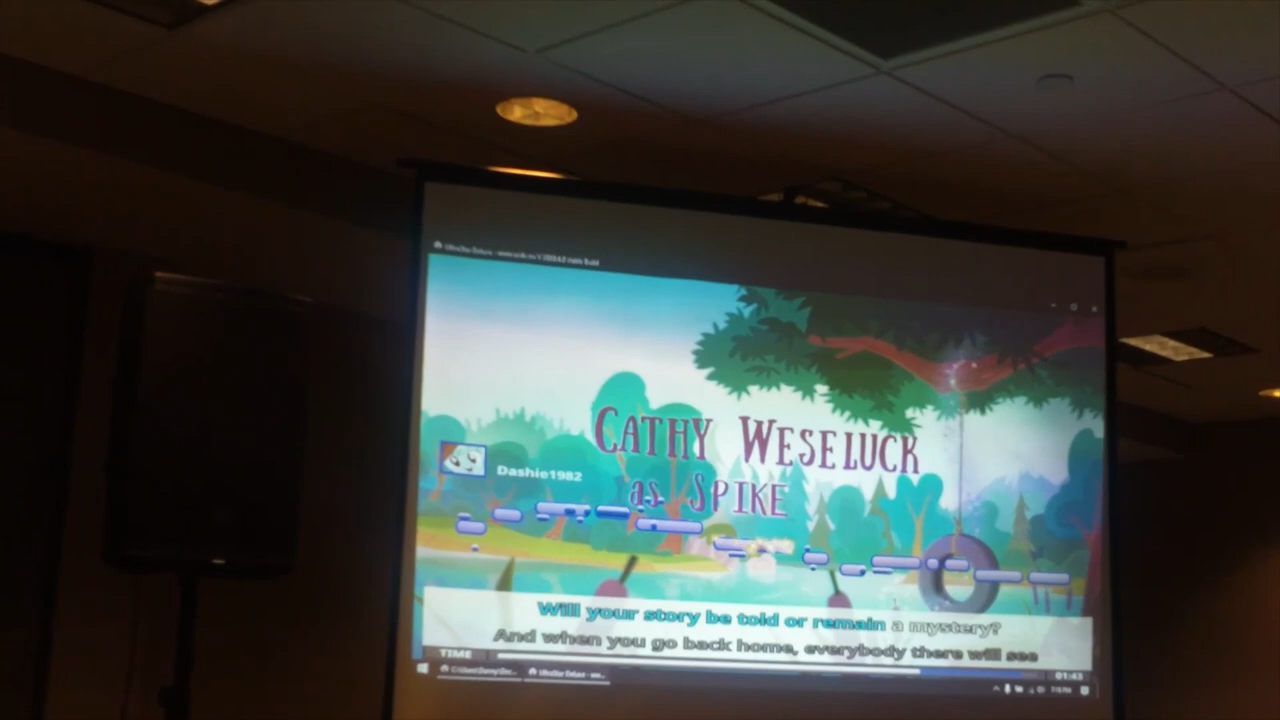 CATHY WESELUCK
as SPIKE
Dashie1982
Will your story be told or remain a mystery?
And when you go back home, everybody there will see
TIME
01:43